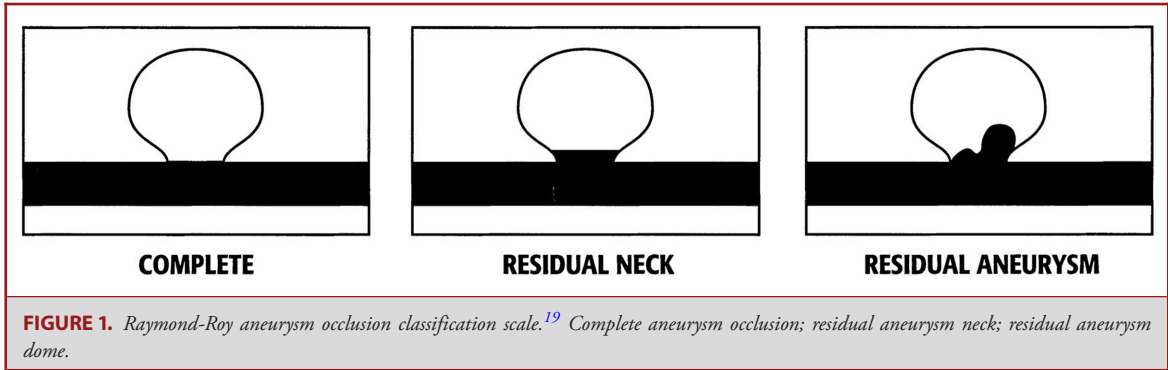 COMPLETE
RESIDUAL NECK
RESIDUAL ANEURYSM
FIGURE 1. Raymond-Roy aneurysm occlusion classification scale.19 Complete aneurysm occlusion; residual aneurysm neck; residual aneurysm
dome.